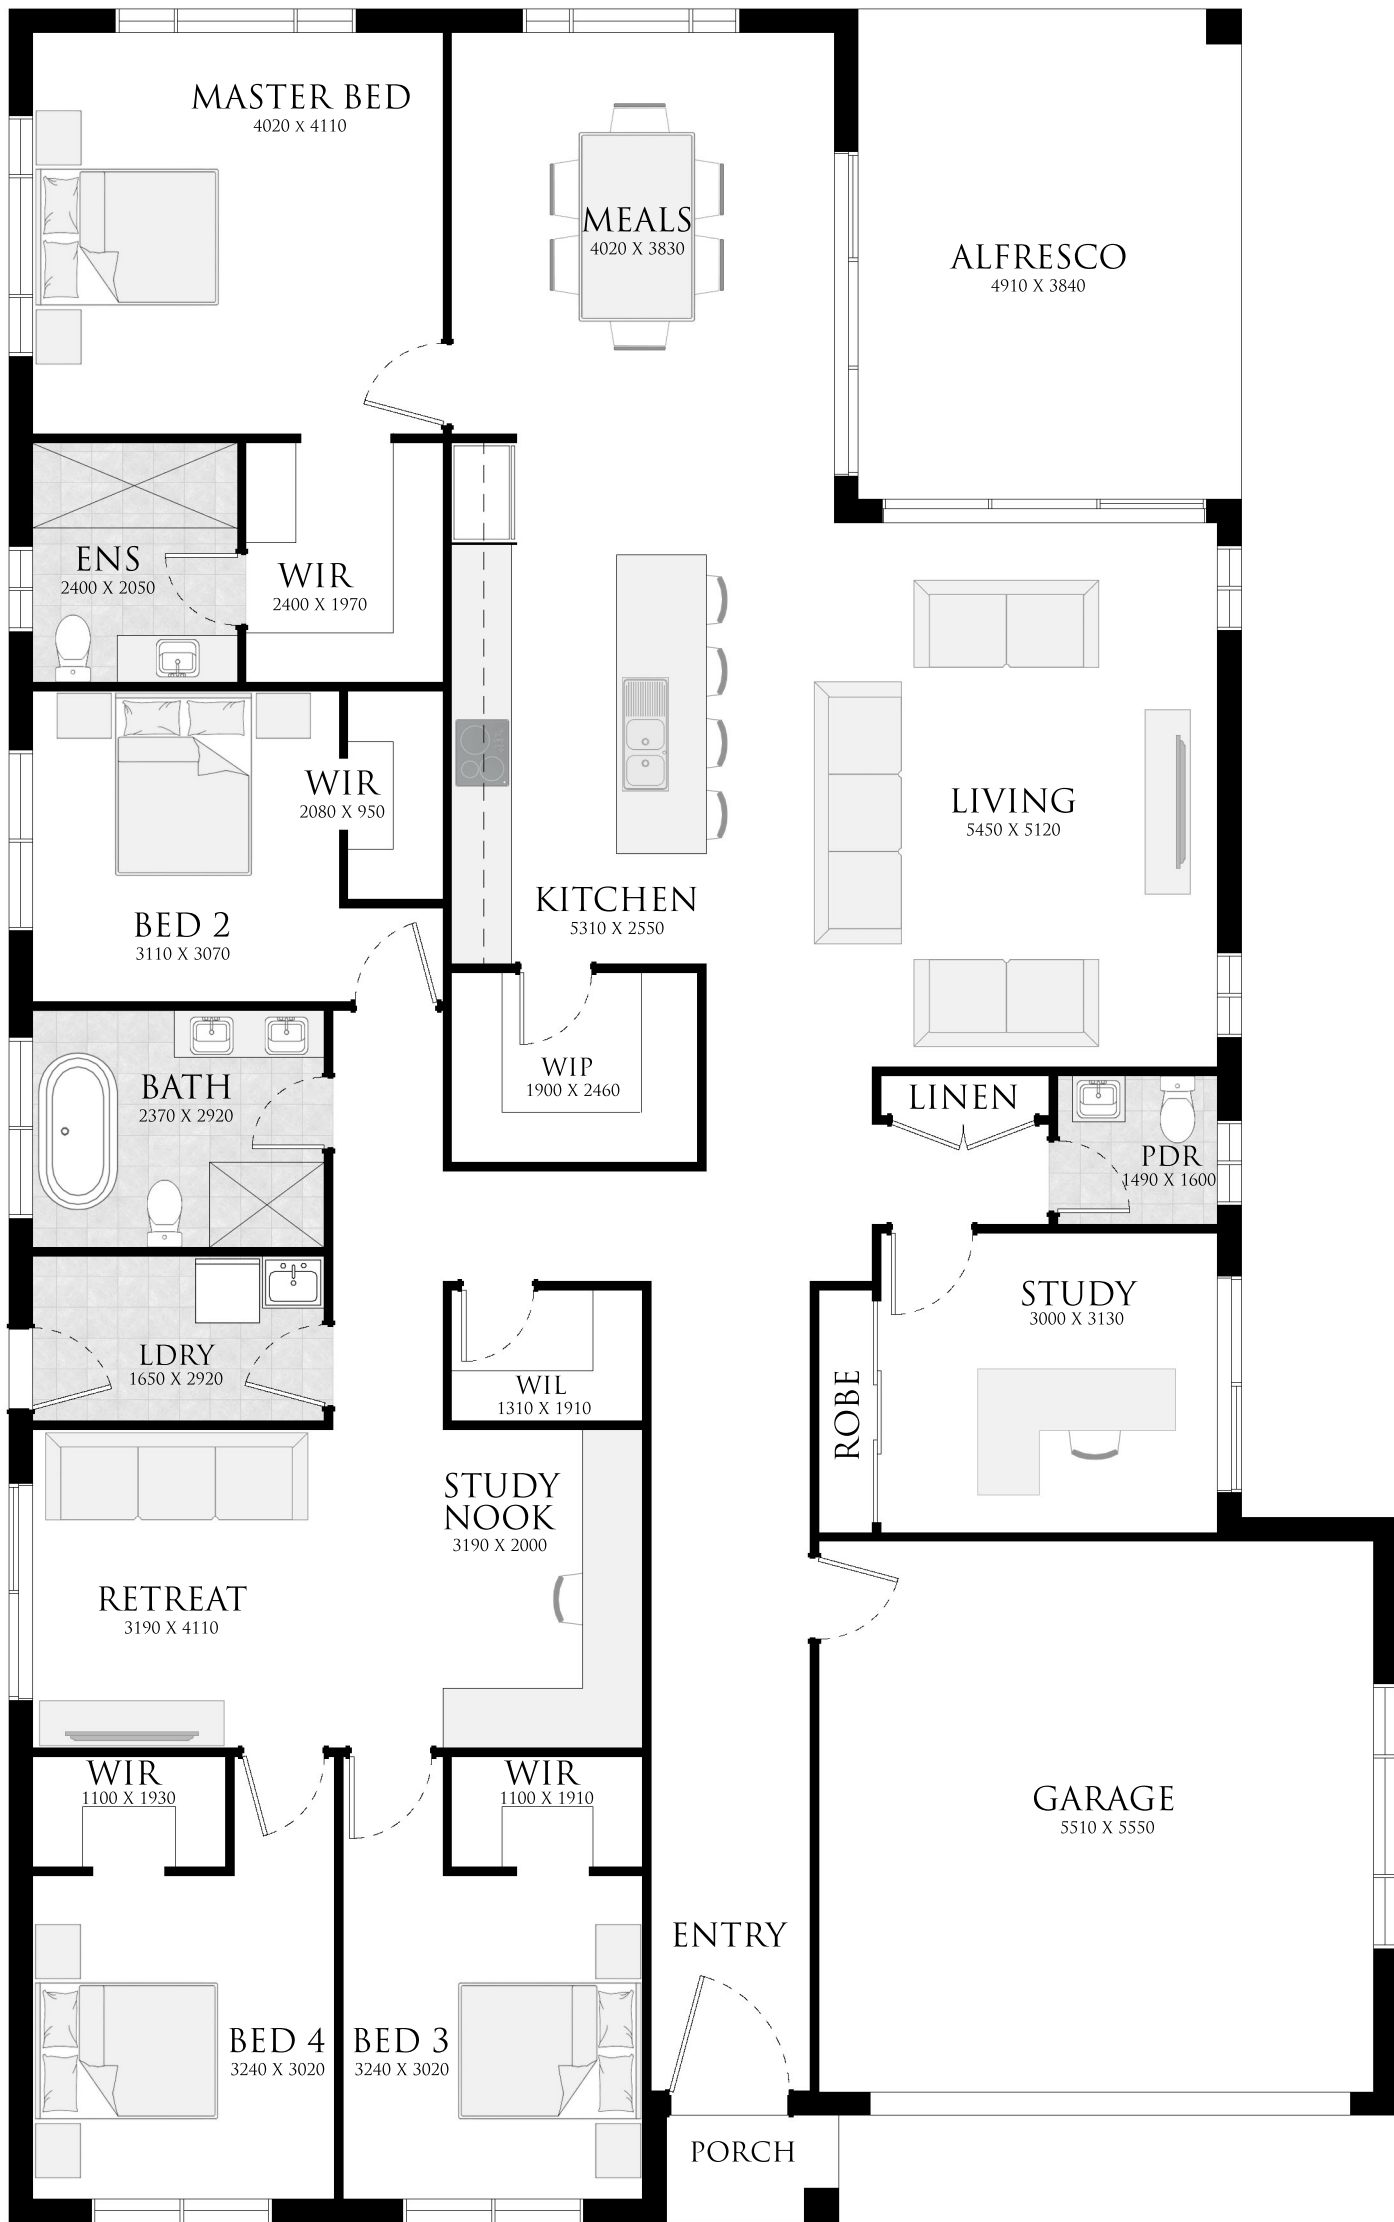 MASTER BED
4020 X 4110
MEALS
4020 X 3830
ALFRESCO
4910 X 3840
ENS
2400 X 2050
WIR
2400 X 1970
WIR
2080 X 950
LIVING
5450 X 5120
KITCHEN
5310 X 2550
BED 2
3110 X 3070
WIP
1900 X 2460
BATH
2370 X 2920
LINEN
PDR
1490 X 1600
STUDY
3000 X 3130
LDRY
1650 X 2920
WIL
1310 X 1910
ROBE
STUDY
NOOK
3190 X 2000
RETREAT
3190 X 4110
WIR
1100 X 1930
WIR
1100 X 1910
GARAGE
5510 X 5550
ENTRY
BED 4
3240 X 3020
BED 3
3240 X 3020
PORCH